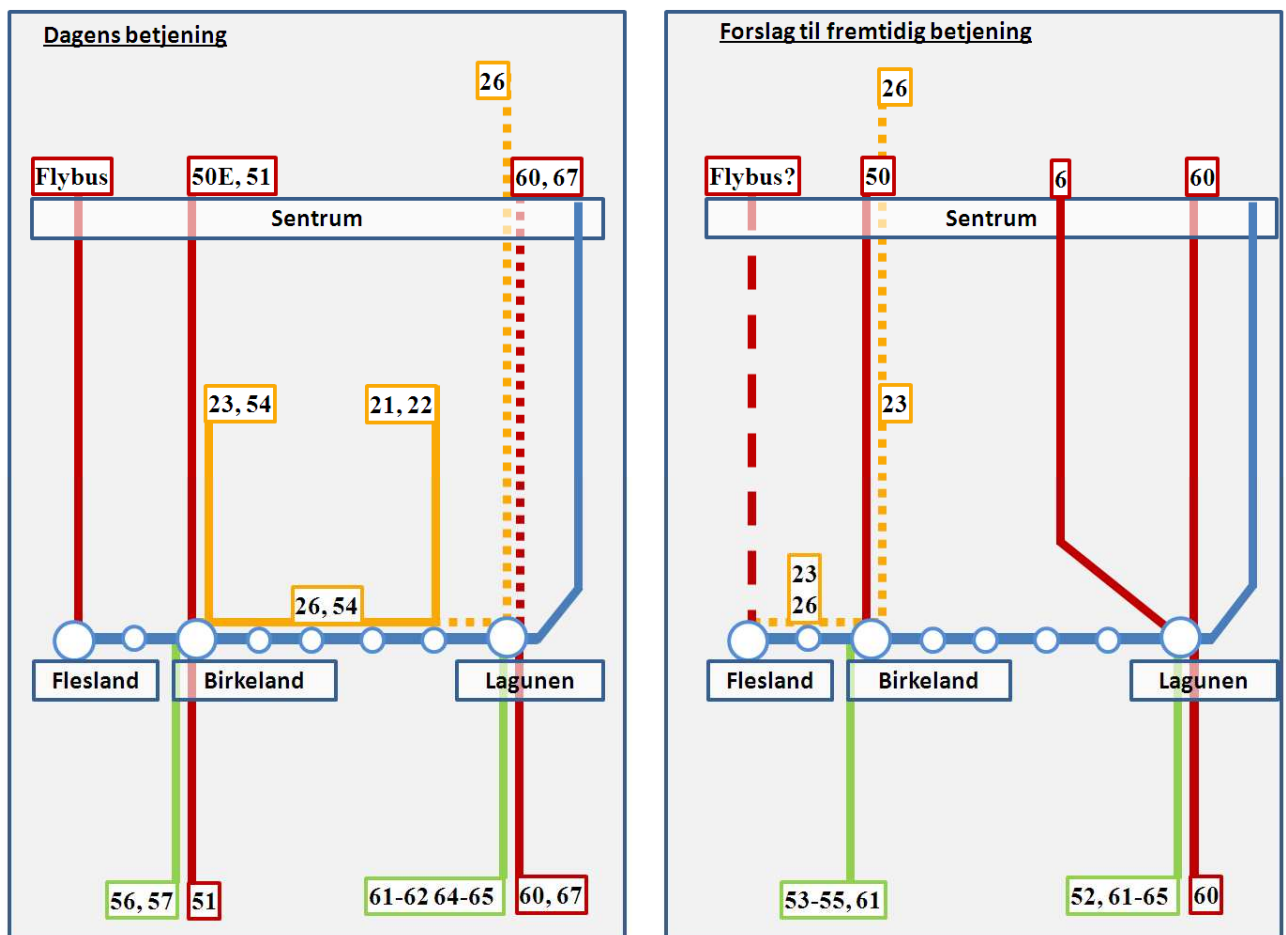 Dagens betjening
26
Flybus
50E, 51
60, 67
Sentrum
23, 54
21, 22
26, 54
Flesland
Birkeland
Lagunen
56, 57
51
61-62 64-65
60, 67
Forslag til fremtidig betjening
26
Flybus?
50
6
60
Sentrum
23
23
26
Flesland
Birkeland
Lagunen
53-55, 61
52, 61-65
60